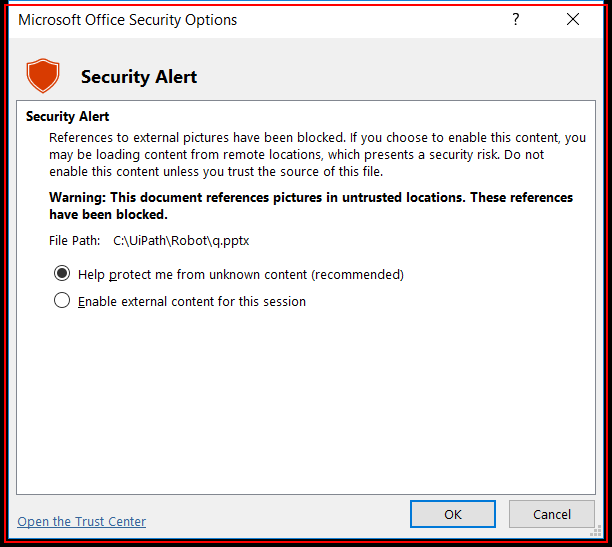 Microsoft Office Security Options
?
Security Alert
Security Alert
References to external pictures have been blocked. If you choose to enable this content, you
may be loading content from remote locations, which presents a security risk. Do not
enable this content unless you trust the source of this file.
Warning: This document references pictures in untrusted locations. These references
have been blocked.
File Path: C:\UiPath\Robot\q.pptx
Help protect me from unknown content (recommended)
Enable external content for this session
Open the Trust Center
OK
Cancel